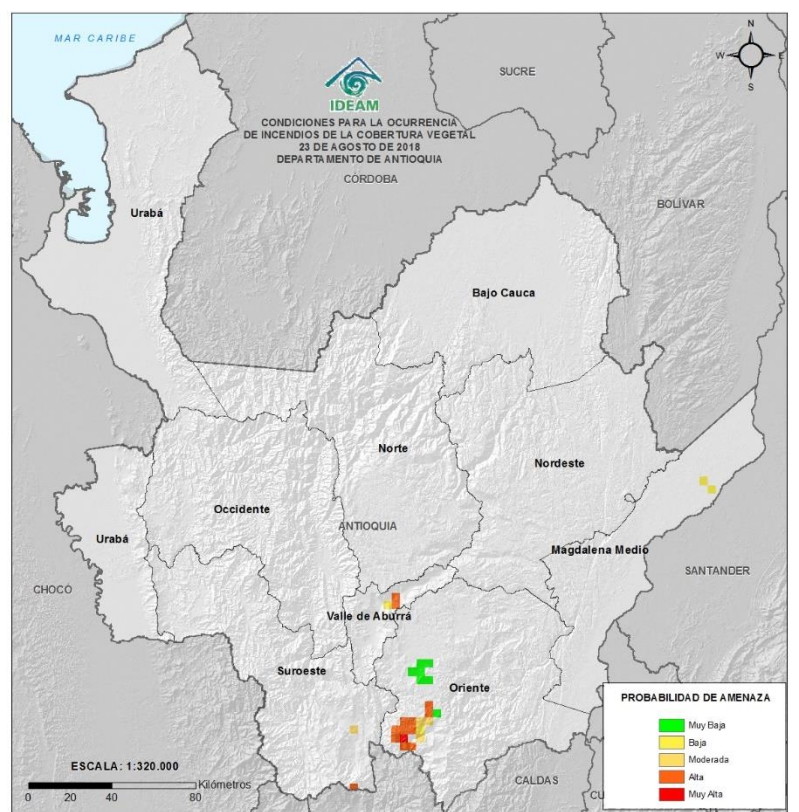 MAR CARIBE
N
W
E
S
SUCRE
IDEAM
CONDICIONES PARA LA OCURRENCIA
DE INCENDIOS DE LA COBERTURA VEGETAL
23 DE AGOSTO DE 2018
DEPARTAMENTO DE ANTIOQUIA
CÓRDOBA
BOLÍVAR
Urabá
Bajo Cauca
Norte
Nordeste
Occidente
ANTIOQUIA
Urabá
Magdalena Medio
CHOCÓ
SANTANDER
Valle de Aburrá
Suroeste
Oriente
PROBABILIDAD DE AMENAZA
Muy Baja
Baja
Moderada
Alta
Muy Alta
ESCALA: 1:320.000
Kilómetros
0 20 40 80
CALDAS
CU